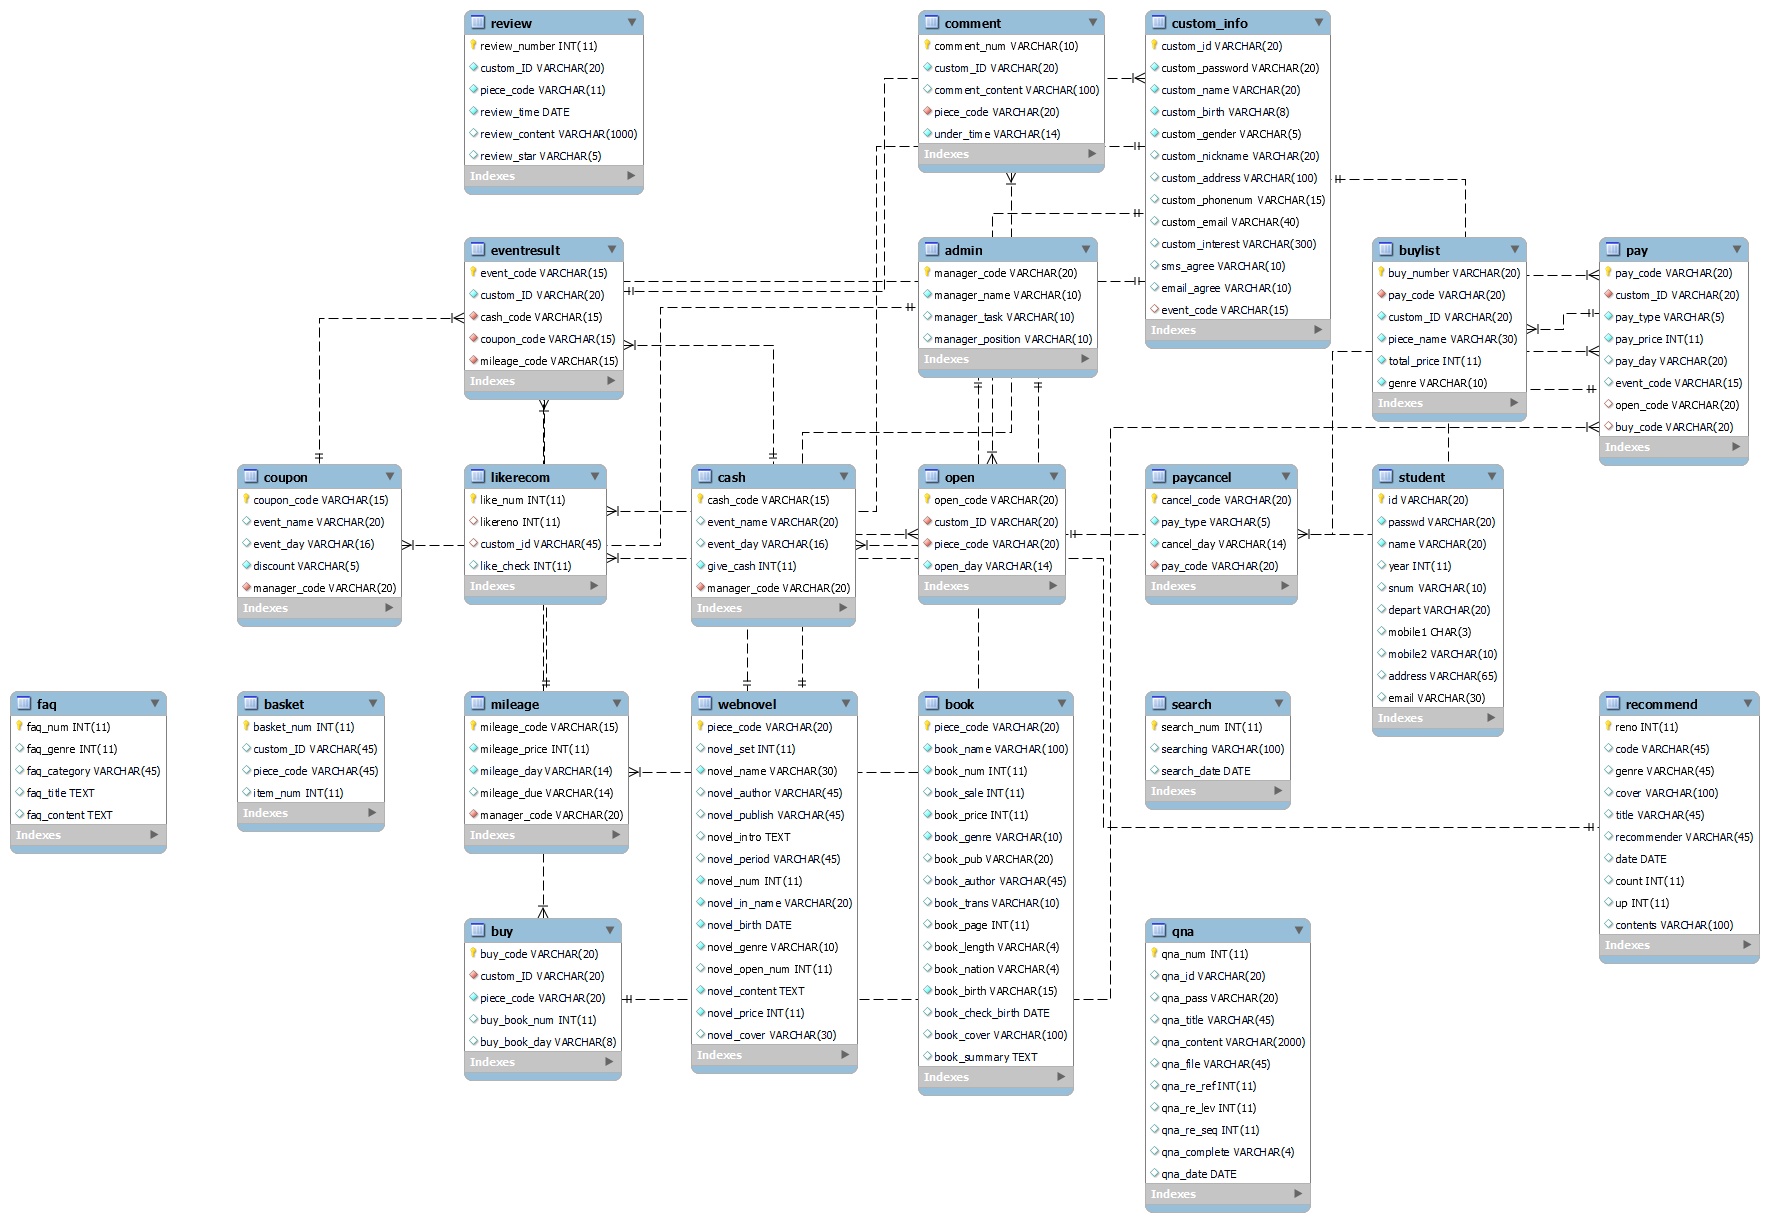 review
review_number INT(11)
custom_ID VARCHAR(20)
piece_code VARCHAR(11)
review_time DATE
review_content VARCHAR(1000)
review_star VARCHAR(5)
Indexes
comment
comment_num VARCHAR(10)
custom_ID VARCHAR(20)
comment_content VARCHAR(100)
piece_code VARCHAR(20)
under_time VARCHAR(14)
Indexes
custom_info
custom_id VARCHAR(20)
custom_password VARCHAR(20)
custom_name VARCHAR(20)
custom_birth VARCHAR(8)
custom_gender VARCHAR(5)
custom_nickname VARCHAR(20)
custom_address VARCHAR(100)
custom_phonenum VARCHAR(15)
custom_email VARCHAR(40)
custom_interest VARCHAR(300)
sms_agree VARCHAR(10)
email_agree VARCHAR(10)
event_code VARCHAR(15)
Indexes
eventresult
event_code VARCHAR(15)
custom_ID VARCHAR(20)
cash_code VARCHAR(15)
coupon_code VARCHAR(15)
mileage_code VARCHAR(15)
Indexes
admin
manager_code VARCHAR(20)
manager_name VARCHAR(10)
manager_task VARCHAR(10)
manager_position VARCHAR(10)
Indexes
buylist
buy_number VARCHAR(20)
pay_code VARCHAR(20)
custom_ID VARCHAR(20)
piece_name VARCHAR(30)
total_price INT(11)
genre VARCHAR(10)
Indexes
pay
pay_code VARCHAR(20)
custom_ID VARCHAR(20)
pay_type VARCHAR(5)
pay_price INT(11)
pay_day VARCHAR(20)
event_code VARCHAR(15)
open_code VARCHAR(20)
buy_code VARCHAR(20)
Indexes
coupon
coupon_code VARCHAR(15)
event_name VARCHAR(20)
event_day VARCHAR(16)
discount VARCHAR(5)
manager_code VARCHAR(20)
Indexes
likerecom
like_num INT(11)
likereno INT(11)
custom_id VARCHAR(45)
like_check INT(11)
Indexes
cash
cash_code VARCHAR(15)
event_name VARCHAR(20)
event_day VARCHAR(16)
give_cash INT(11)
manager_code VARCHAR(20)
Indexes
open
open_code VARCHAR(20)
custom_ID VARCHAR(20)
piece_code VARCHAR(20)
open_day VARCHAR(14)
Indexes
paycancel
cancel_code VARCHAR(20)
pay_type VARCHAR(5)
cancel_day VARCHAR(14)
pay_code VARCHAR(20)
Indexes
student
id VARCHAR(20)
passwd VARCHAR(20)
name VARCHAR(20)
year INT(11)
snum VARCHAR(10)
depart VARCHAR(20)
mobile1 CHAR(3)
mobile2 VARCHAR(10)
address VARCHAR(65)
email VARCHAR(30)
Indexes
faq
faq_num INT(11)
faq_genre INT(11)
faq_category VARCHAR(45)
faq_title TEXT
faq_content TEXT
Indexes
basket
basket_num INT(11)
custom_ID VARCHAR(45)
piece_code VARCHAR(45)
item_num INT(11)
Indexes
mileage
mileage_code VARCHAR(15)
mileage_price INT(11)
mileage_day VARCHAR(14)
mileage_due VARCHAR(14)
manager_code VARCHAR(20)
Indexes
webnovel
piece_code VARCHAR(20)
novel_set INT(11)
novel_name VARCHAR(30)
novel_author VARCHAR(45)
novel_publish VARCHAR(45)
novel_intro TEXT
novel_period VARCHAR(45)
novel_num INT(11)
novel_in_name VARCHAR(20)
novel_birth DATE
novel_genre VARCHAR(10)
novel_open_num INT(11)
novel_content TEXT
novel_price INT(11)
novel_cover VARCHAR(30)
Indexes
book
piece_code VARCHAR(20)
book_name VARCHAR(100)
book_num INT(11)
book_sale INT(11)
book_price INT(11)
book_genre VARCHAR(10)
book_pub VARCHAR(20)
book_author VARCHAR(45)
book_trans VARCHAR(10)
book_page INT(11)
book_length VARCHAR(4)
book_nation VARCHAR(4)
book_birth VARCHAR(15)
book_check_birth DATE
book_cover VARCHAR(100)
book_summary TEXT
Indexes
search
search_num INT(11)
searching VARCHAR(100)
search_date DATE
Indexes
recommend
reno INT(11)
code VARCHAR(45)
genre VARCHAR(45)
cover VARCHAR(100)
title VARCHAR(45)
recommender VARCHAR(45)
date DATE
count INT(11)
up INT(11)
contents VARCHAR(100)
Indexes
buy
buy_code VARCHAR(20)
custom_ID VARCHAR(20)
piece_code VARCHAR(20)
buy_book_num INT(11)
buy_book_day VARCHAR(8)
Indexes
qna
qna_num INT(11)
qna_id VARCHAR(20)
qna_pass VARCHAR(20)
qna_title VARCHAR(45)
qna_content VARCHAR(2000)
qna_file VARCHAR(45)
qna_re_ref INT(11)
qna_re_lev INT(11)
qna_re_seq INT(11)
qna_complete VARCHAR(4)
qna_date DATE
Indexes